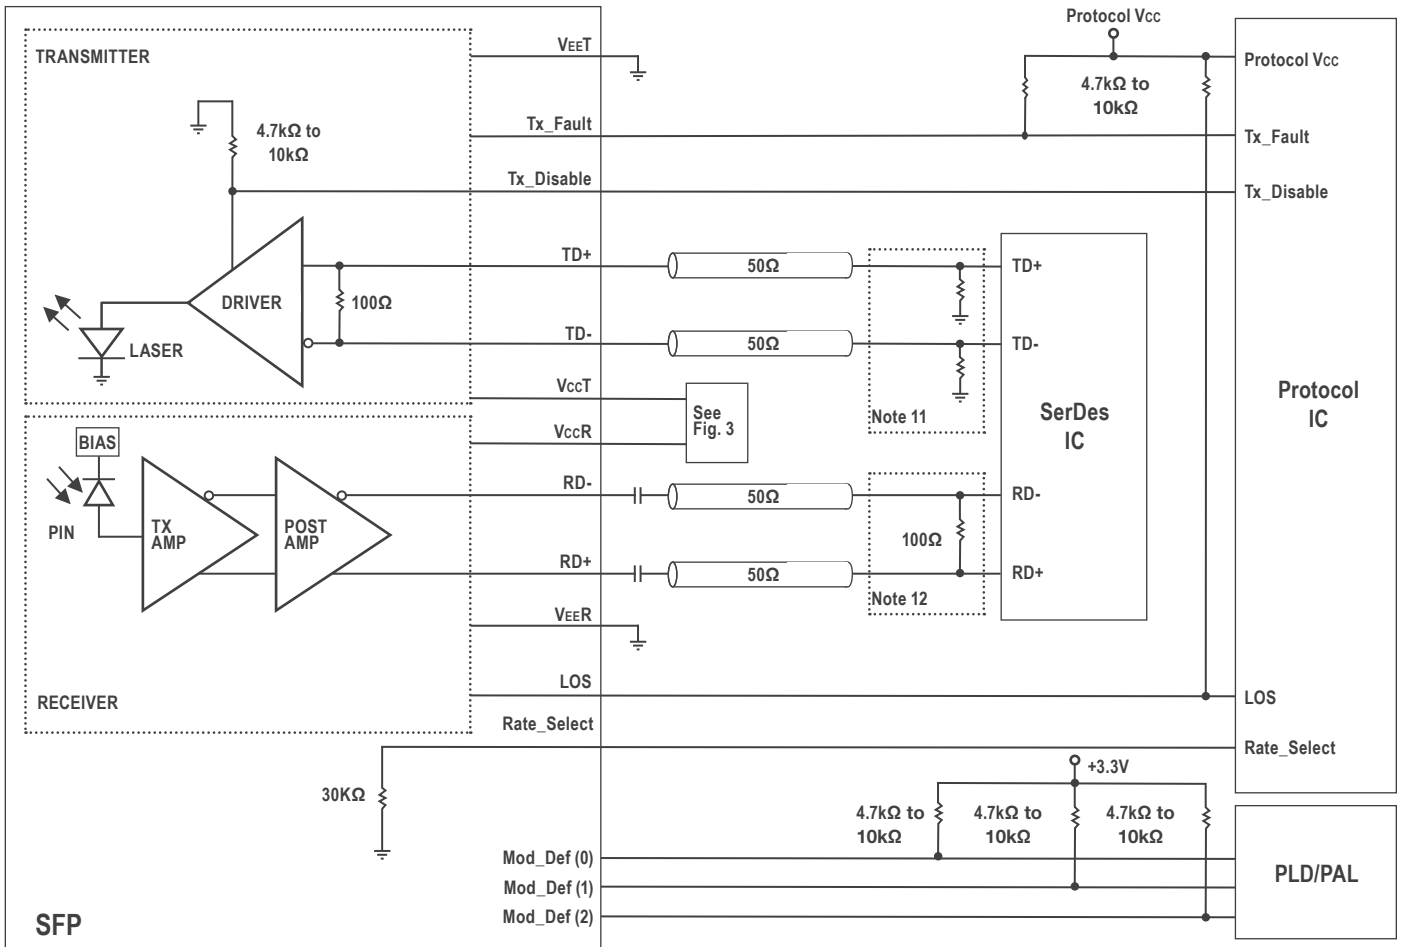 Protocol Vcc
TRANSMITTER
VEET
Protocol Vcc
4.7kΩ to
10kΩ
4.7kΩ to
10kΩ
Tx_Fault
Tx_Fault
Tx_Disable
Tx_Disable
TD+
50Ω
TD+
DRIVER
100Ω
LASER
TD-
50Ω
TD-
VccT
See
Fig. 3
VccR
Note 11
SerDes
IC
Protocol
IC
BIAS
PIN
TX
AMP
POST
AMP
RD-
50Ω
RD-
100Ω
RD+
50Ω
RD+
Note 12
VEER
LOS
LOS
RECEIVER
Rate_Select
Rate_Select
+3.3V
30KΩ
4.7kΩ to
10kΩ
4.7kΩ to
10kΩ
4.7kΩ to
10kΩ
Mod_Def (0)
Mod_Def (1)
Mod_Def (2)
PLD/PAL
SFP